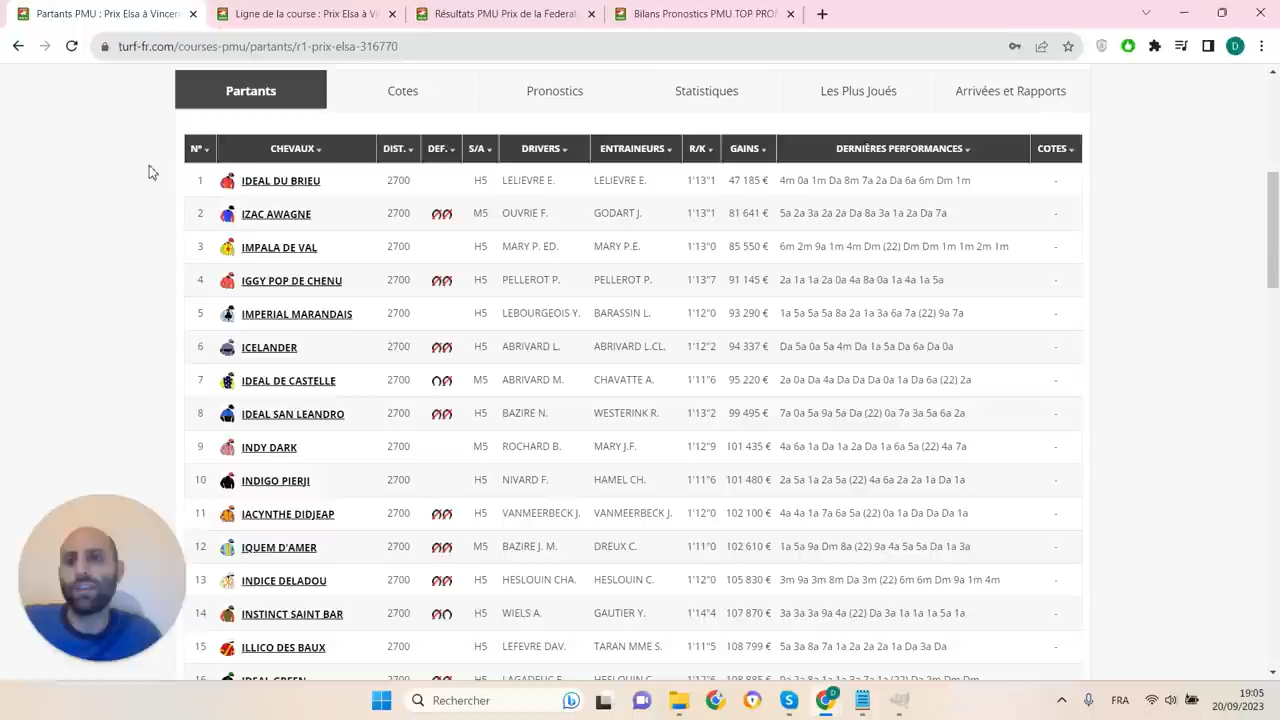 Partants PMU : Prix Elsa à Vincen
Ligne de la course : Prix Elsa à Vi
Résultats PMU Prix de la Federat
Bilans Pronostics PMU TOP PRO
turf-fr.com/courses-pmu/partants/r1-prix-elsa-316770
D
Partants Cotes Pronostics Statistiques Les Plus Joués Arrivées et Rapports
N° CHEVAUX DIST. DEF. S/A DRIVERS ENTRAINEURS R/K GAINS DERNIÈRES PERFORMANCES COTES
1 IDEAL DU BRIEU 2700 H5 LELIEVRE E. LELIEVRE E. 1'13"1 47 185 € 4m 0a 1m Da 8m 7a 2a Da 6a 6m Dm 1m -
2 IZAC AWAGNE 2700 M5 OUVRIE F. GODART J. 1'13"1 81 641 € 5a 2a 3a 2a 2a Da 8a 3a 1a 2a Da 7a -
3 IMPALA DE VAL 2700 H5 MARY P. ED. MARY P.E. 1'13"0 85 550 € 6m 2m 9a 1m 4m Dm (22) Dm Dm 1m 1m 2m 1m -
4 IGGY POP DE CHENU 2700 H5 PELLEROT P. PELLEROT P. 1'13"7 91 145 € 2a 1a 1a 2a 0a 4a 8a 0a 1a 4a 1a 5a -
5 IMPERIAL MARANDAIS 2700 H5 LEBOURGEOIS Y. BARASSIN L. 1'12"0 93 290 € 1a 5a 5a 5a 8a 2a 1a 3a 6a 7a (22) 9a 7a -
6 ICELANDER 2700 H5 ABRIVARD L. ABRIVARD L.CL. 1'12"2 94 337 € Da 5a 0a 5a 4m Da 1a 5a Da 6a Da 0a -
7 IDEAL DE CASTELLE 2700 M5 ABRIVARD M. CHAVATTE A. 1'11"6 95 220 € 2a 0a Da 4a Da Da Da 0a 1a Da 6a (22) 2a -
8 IDEAL SAN LEANDRO 2700 H5 BAZIRE N. WESTERINK R. 1'13"2 99 495 € 7a 0a 5a 9a 5a Da (22) 0a 7a 3a 5a 6a 2a -
9 INDY DARK 2700 M5 ROCHARD B. MARY J.F. 1'12"9 101 435 € 4a 6a 1a Da 1a 2a Da 1a 6a 5a (22) 4a 7a -
10 INDIGO PIERJI 2700 H5 NIVARD F. HAMEL CH. 1'11"6 101 480 € 2a 5a 1a 2a 5a (22) 4a 6a 2a 2a 1a Da 1a -
11 IACYNTHE DIDJEAP 2700 H5 VANMEERBECK J. VANMEERBECK J. 1'12"0 102 100 € 4a 4a 1a 7a 6a 5a (22) 0a 1a Da Da Da 1a -
12 IQUEM D'AMER 2700 M5 BAZIRE J. M. DREUX C. 1'11"0 102 610 € 1a 5a 9a Dm 8a (22) 9a 4a 5a 5a Da 1a 3a -
13 INDICE DELADOU 2700 H5 HESLOUIN CHA. HESLOUIN C. 1'12"0 105 830 € 3m 9a 3m 8m Da 3m (22) 6m 6m Dm 9a 1m 4m -
14 INSTINCT SAINT BAR 2700 H5 WIELS A. GAUTIER Y. 1'14"4 107 870 € 3a 3a 3a 9a 4a (22) Da 3a 1a 1a 1a 5a 1a -
15 ILLICO DES BAUX 2700 H5 LEFEVRE DAV. TARAN MME S. 1'11"5 108 799 € 5a 3a 8a 7a 1a 2a 2a 2a 1a Da 3a Da -
Rechercher
FRA
19:05
20/09/2023